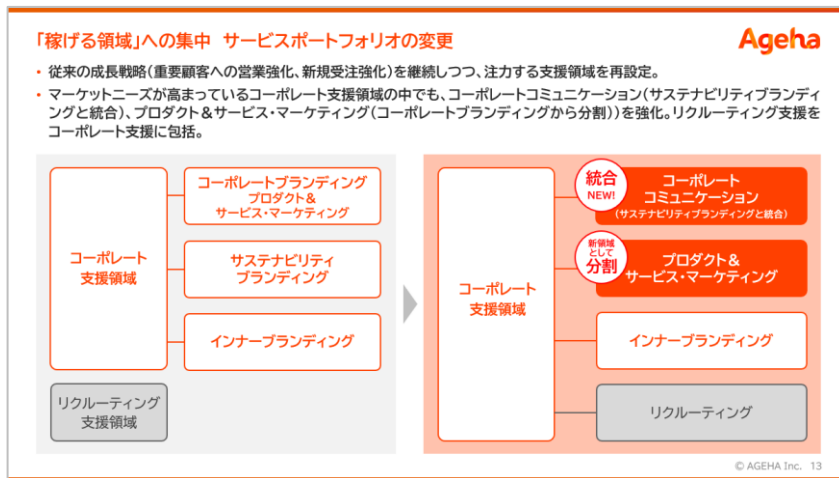 「稼げる領域」への集中 サービスポートフォリオの変更
Ageha
• 従来の成長戦略(重要顧客への営業強化、新規受注強化)を継続しつつ、注力する支援領域を再設定。
• マーケットニーズが高まっているコーポレート支援領域の中でも、コーポレートコミュニケーション(サステナビリティブランディ
ングと統合)、プロダクト＆サービス・マーケティング(コーポレートブランディングから分割))を強化。リクルーティング支援を
コーポレート支援に包括。
コーポレート
支援領域
コーポレートブランディング
プロダクト＆
サービス・マーケティング
サステナビリティ
ブランディング
インナーブランディング
リクルーティング
支援領域
コーポレート
支援領域
統合
NEW!
コーポレート
コミュニケーション
(サステナビリティブランディングと統合)
新領域
として
分割
プロダクト＆
サービス・マーケティング
インナーブランディング
リクルーティング
© AGEHA Inc. 13